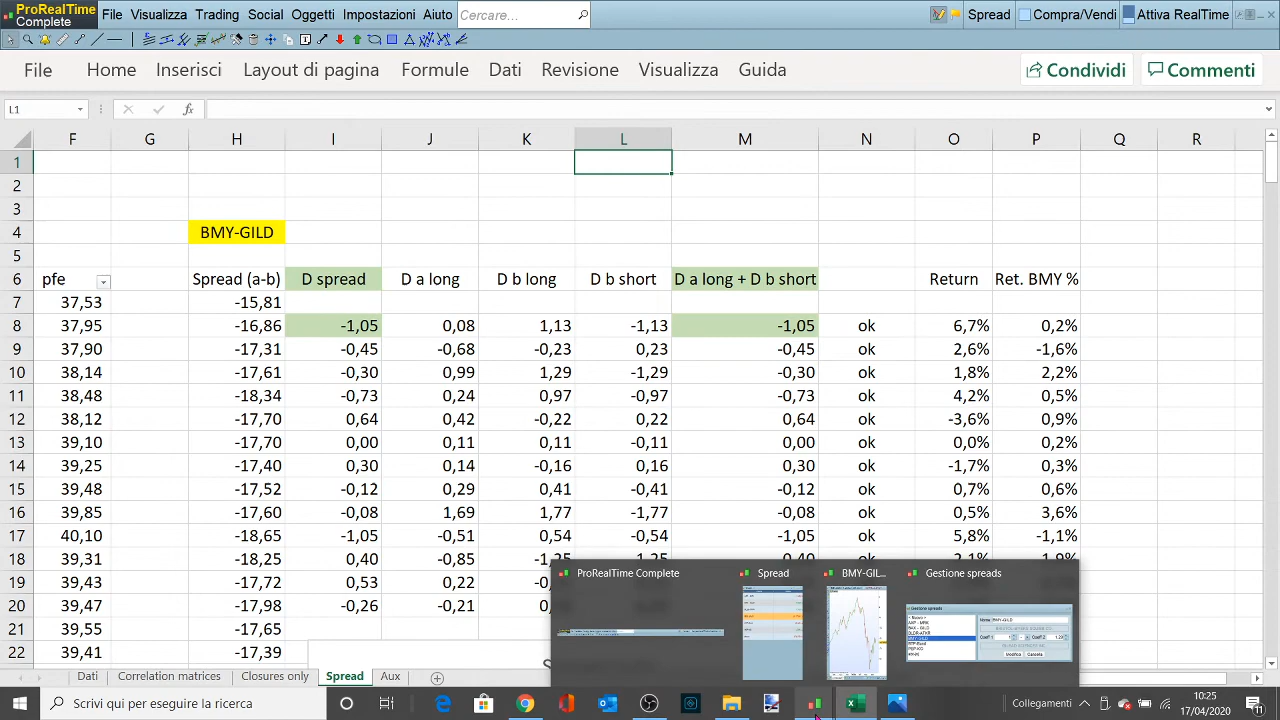 ProRealTime Complete File Visualizza Trading Social Oggetti Impostazioni Aiuto Cercare... Spread Compra/Vendi Attiva RealTime
File Home Inserisci Layout di pagina Formule Dati Revisione Visualizza Guida Condividi Commenti
L1 fx
F G H I J K L M N O P Q R
1
2
3
4 BMY-GILD
5
6 pfe Spread (a-b) D spread D a long D b long D b short D a long + D b short Return Ret. BMY %
7 37,53 -15,81
8 37,95 -16,86 -1,05 0,08 1,13 -1,13 -1,05 ok 6,7% 0,2%
9 37,90 -17,31 -0,45 -0,68 -0,23 0,23 -0,45 ok 2,6% -1,6%
10 38,14 -17,61 -0,30 0,99 1,29 -1,29 -0,30 ok 1,8% 2,2%
11 38,48 -18,34 -0,73 0,24 0,97 -0,97 -0,73 ok 4,2% 0,5%
12 38,12 -17,70 0,64 0,42 -0,22 0,22 0,64 ok -3,6% 0,9%
13 39,10 -17,70 0,00 0,11 0,11 -0,11 0,00 ok 0,0% 0,2%
14 39,25 -17,40 0,30 0,14 -0,16 0,16 0,30 ok -1,7% 0,3%
15 39,48 -17,52 -0,12 0,29 0,41 -0,41 -0,12 ok 0,7% 0,6%
16 39,85 -17,60 -0,08 1,69 1,77 -1,77 -0,08 ok 0,5% 3,6%
17 40,10 -18,65 -1,05 -0,51 0,54 -0,54 -1,05 ok 5,8% -1,1%
18 39,31 -18,25 0,40 -0,85 -1,25 1,25 0,40 ok -2,1% -1,9%
19 39,43 -17,72 0,53 0,22
20 39,47 -17,98 -0,26 -0,21
21 39,55 -17,65
22 39,41 -17,39
ProRealTime Complete Spread BMY-GIL... Gestione spreads
Dati Correlation matrices Closures only Spread Aux
Scrivi qui per eseguire la ricerca Collegamenti 10:25
17/04/2020